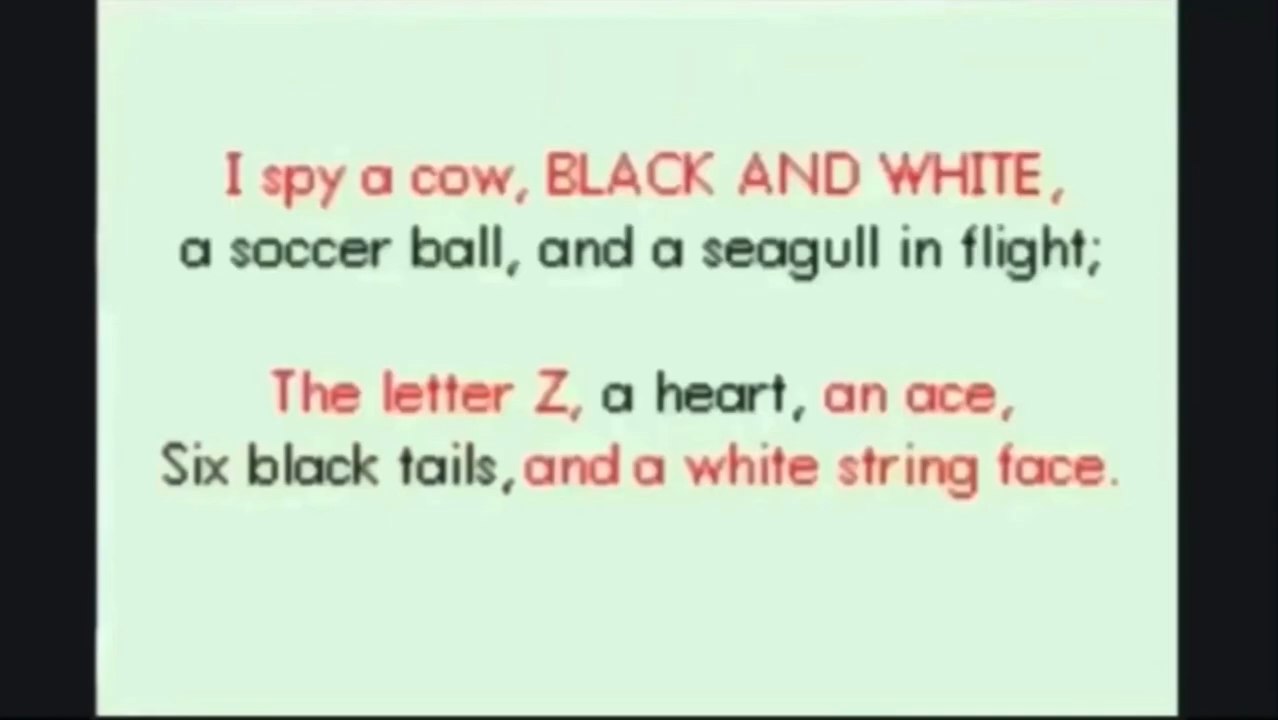 I spy a cow, BLACK AND WHITE,
a soccer ball, and a seagull in flight;
The letter Z, a heart, an ace,
Six black tails, and a white string face.